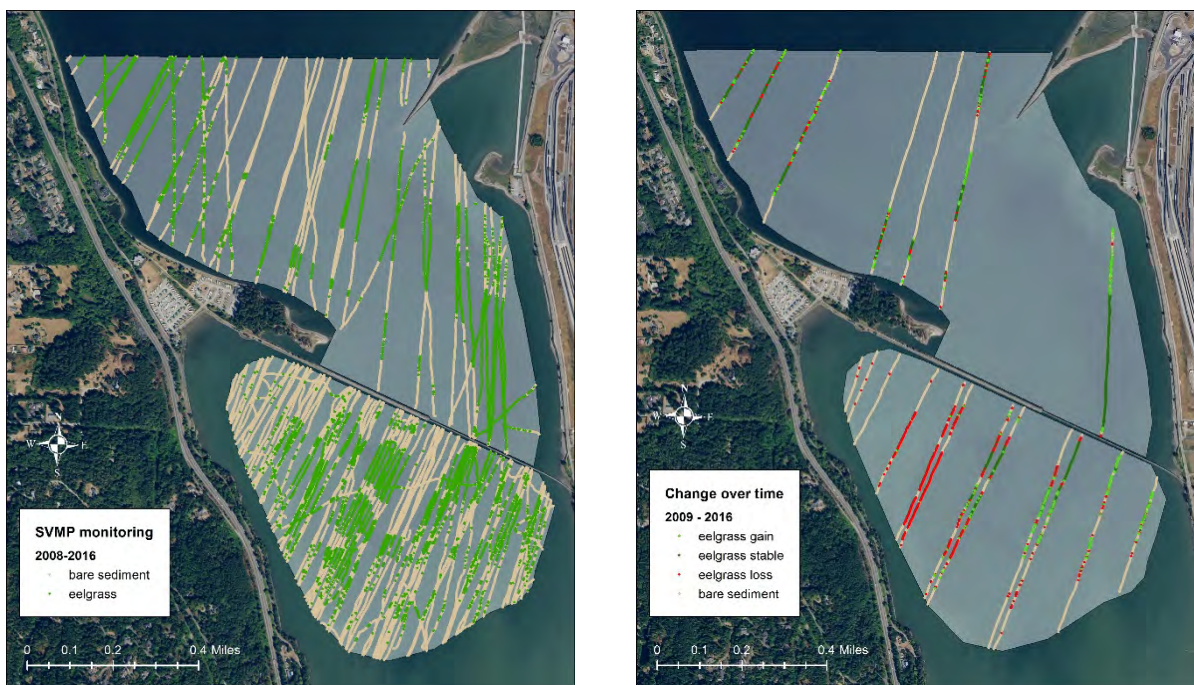 N
W E
S
SVMP monitoring
2008-2016
bare sediment
eelgrass
0 0.1 0.2 0.4 Miles
N
W E
S
Change over time
2009 - 2016
eelgrass gain
eelgrass stable
eelgrass loss
bare sediment
0 0.1 0.2 0.4 Miles